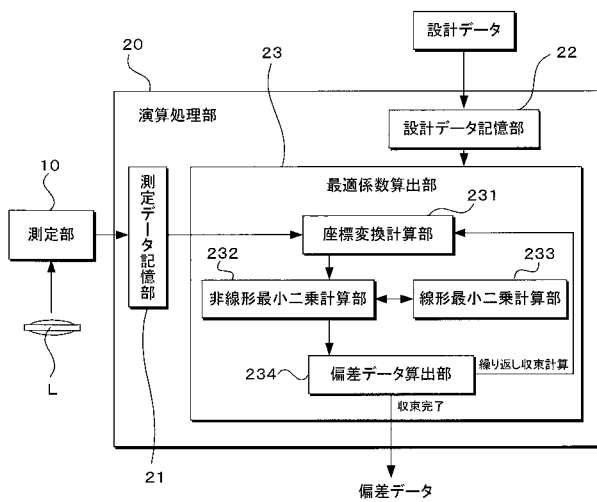 設計データ
23
22
20
演算処理部
設計データ記憶部
10
測定部
測定データ記憶部
最適係数算出部
231
座標変換計算部
232
233
非線形最小二乗計算部
線形最小二乗計算部
234
偏差データ算出部
繰り返し収束計算
収束完了
L
21
偏差データ